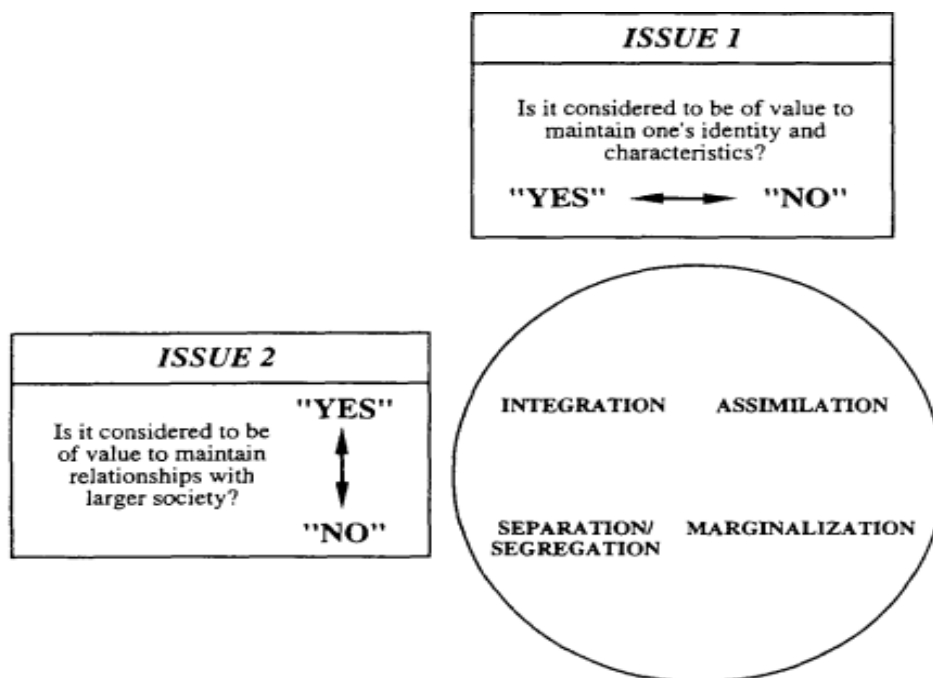 ISSUE 1
Is it considered to be of value to
maintain one's identity and
characteristics?
"YES" "NO"
ISSUE 2
"YES"
Is it considered to be
of value to maintain
relationships with
larger society?
"NO"
INTEGRATION ASSIMILATION
SEPARATION/ MARGINALIZATION
SEGREGATION